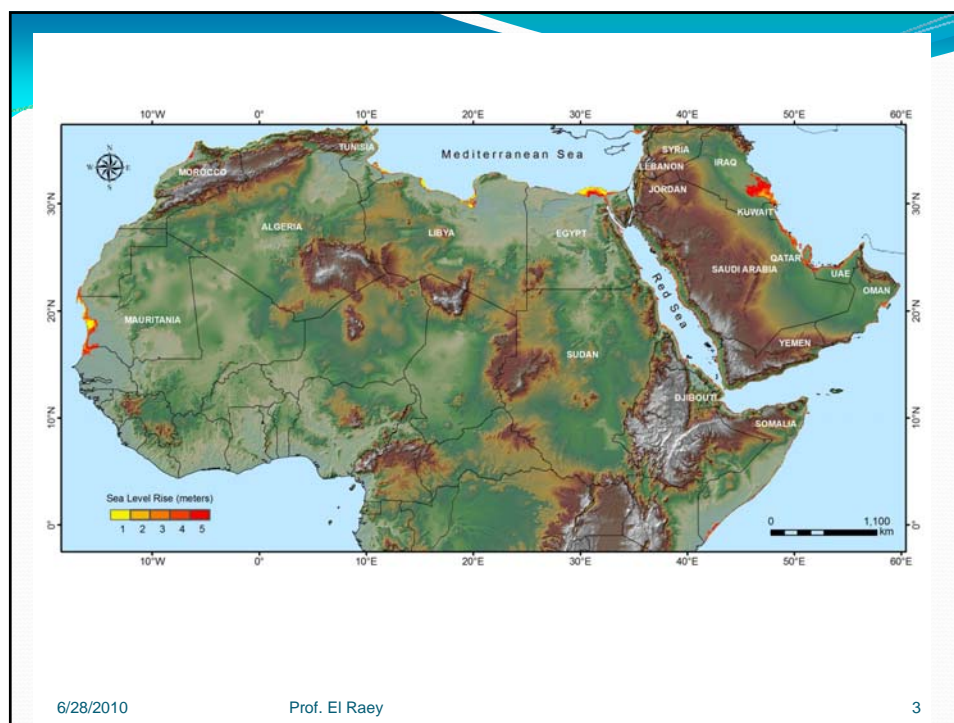 10°W 0° 10°E 20°E 30°E 40°E 50°E 60°E
N
W E
S
TUNISIA
Mediterranean Sea
SYRIA
IRAQ
LEBANON
MOROCCO
JORDAN
30°N 30°N
KUWAIT
ALGERIA
LIBYA
EGYPT
QATAR
SAUDI ARABIA
UAE
OMAN
20°N 20°N
Red Sea
MAURITANIA
YEMEN
SUDAN
DJIBOUTI
10°N 10°N
SOMALIA
Sea Level Rise (meters)
1 2 3 4 5
0 1,100
km
0° 0°
10°W 0° 10°E 20°E 30°E 40°E 50°E 60°E
6/28/2010 Prof. El Raey 3